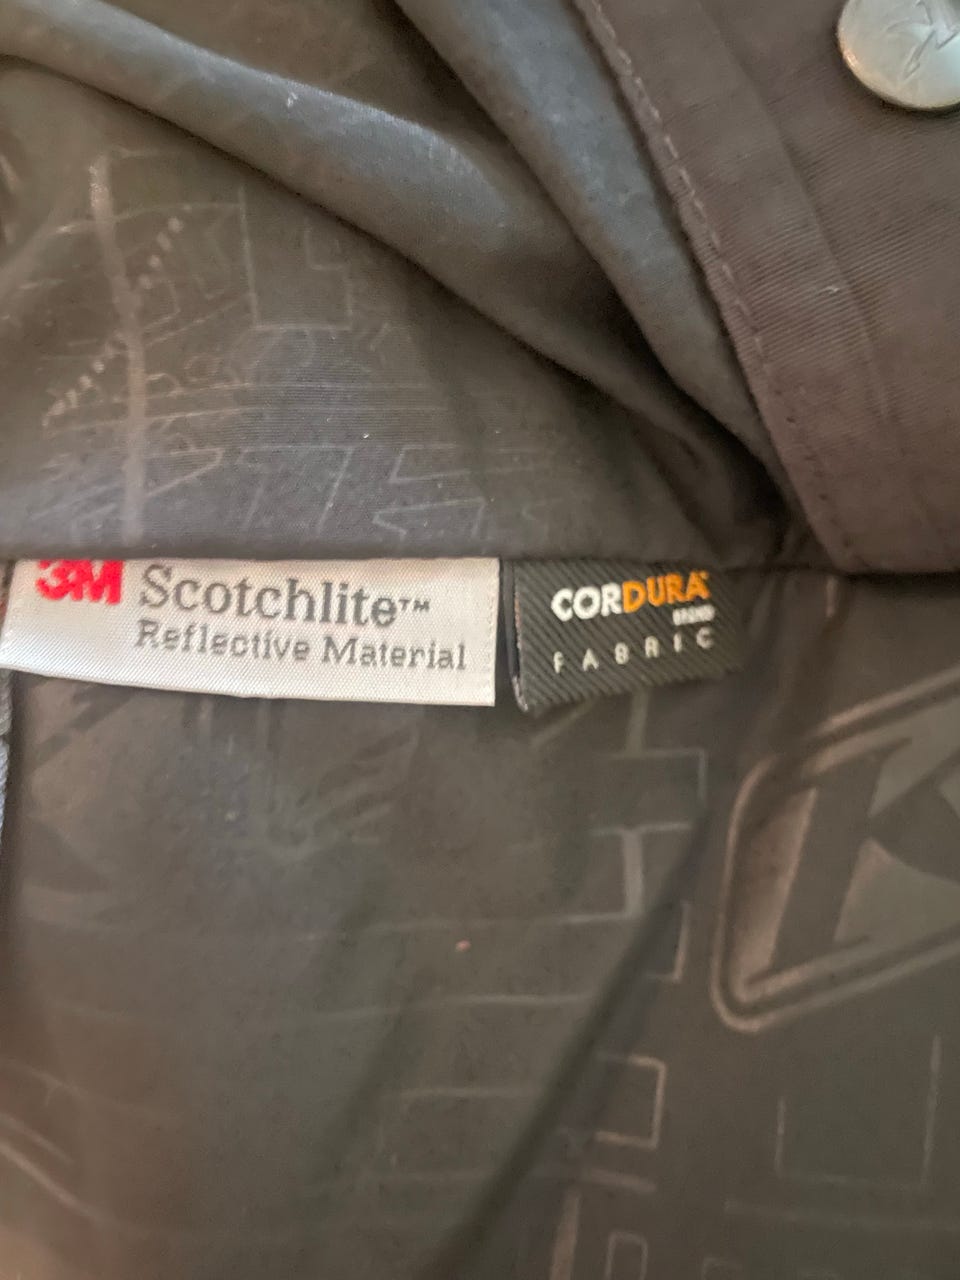 3M Scotchlite™
Reflective Material
CORDURA®
BRAND
FABRIC